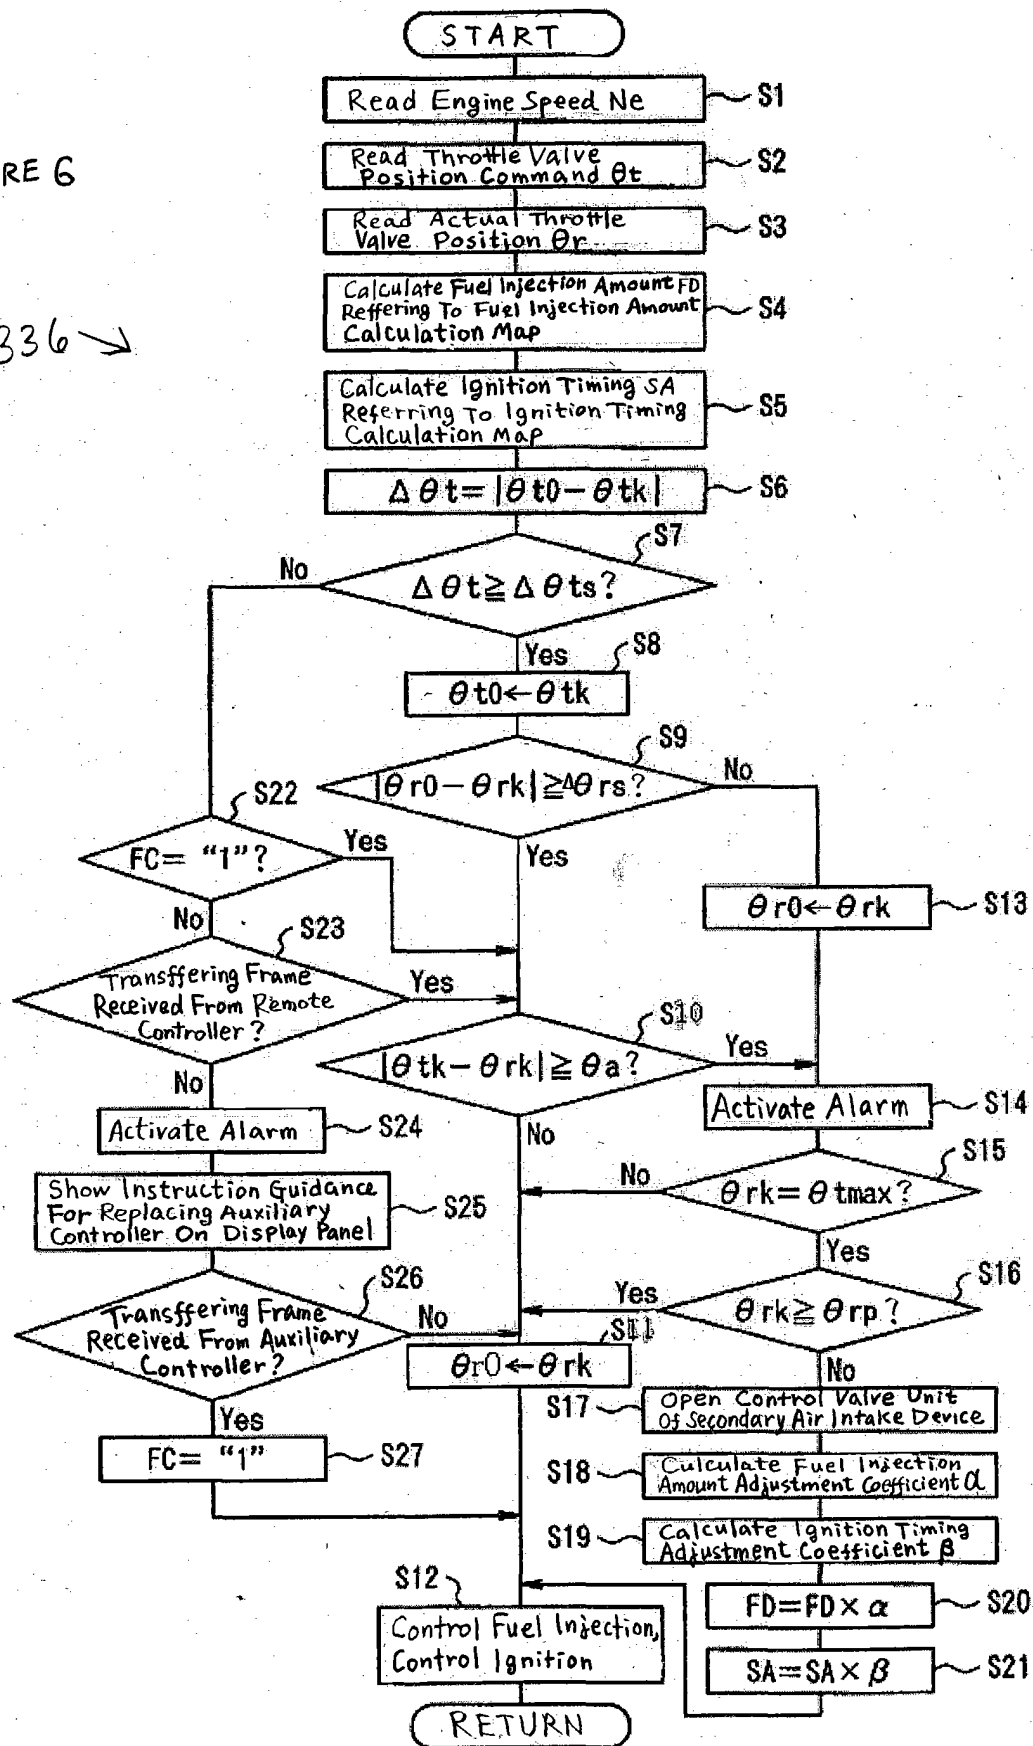 START
Read Engine Speed Ne
S1
RE 6
Read Throttle Valve
Position Command θt
S2
Read Actual Throttle
Valve Position θr
S3
Calculate Fuel Injection Amount FD
Reffering To Fuel Injection Amount
Calculation Map
S4
336
Calculate Ignition Timing SA
Referring To Ignition Timing
Calculation Map
S5
Δθt=|θt0-θtk|
S6
S7
No
Δθt≧Δθts?
Yes
S8
θt0←θtk
S9
|θr0-θrk|≧Δθrs?
No
Yes
S22
FC= "1"?
Yes
No
θr0←θrk
S13
S23
Transffering Frame
Received From Remote
Controller?
Yes
No
S10
|θtk-θrk|≧θa?
Yes
No
Activate Alarm
S14
Activate Alarm
S24
S15
θrk=θtmax?
No
Yes
Show Instruction Guidance
For Replacing Auxiliary
Controller On Display Panel
S25
S16
θrk≧θrp?
Yes
No
S26
Transffering Frame
Received From Auxiliary
Controller?
No
Yes
S11
θr0←θrk
S17
Open Control Valve Unit
Of Secondary Air Intake Device
FC= "1"
S27
S18
Culculate Fuel Injection
Amount Adjustment Coefficient α
S19
Calculate Ignition Timing
Adjustment Coefficient β
S12
Control Fuel Injection,
Control Ignition
FD=FD×α
S20
SA=SA×β
S21
RETURN